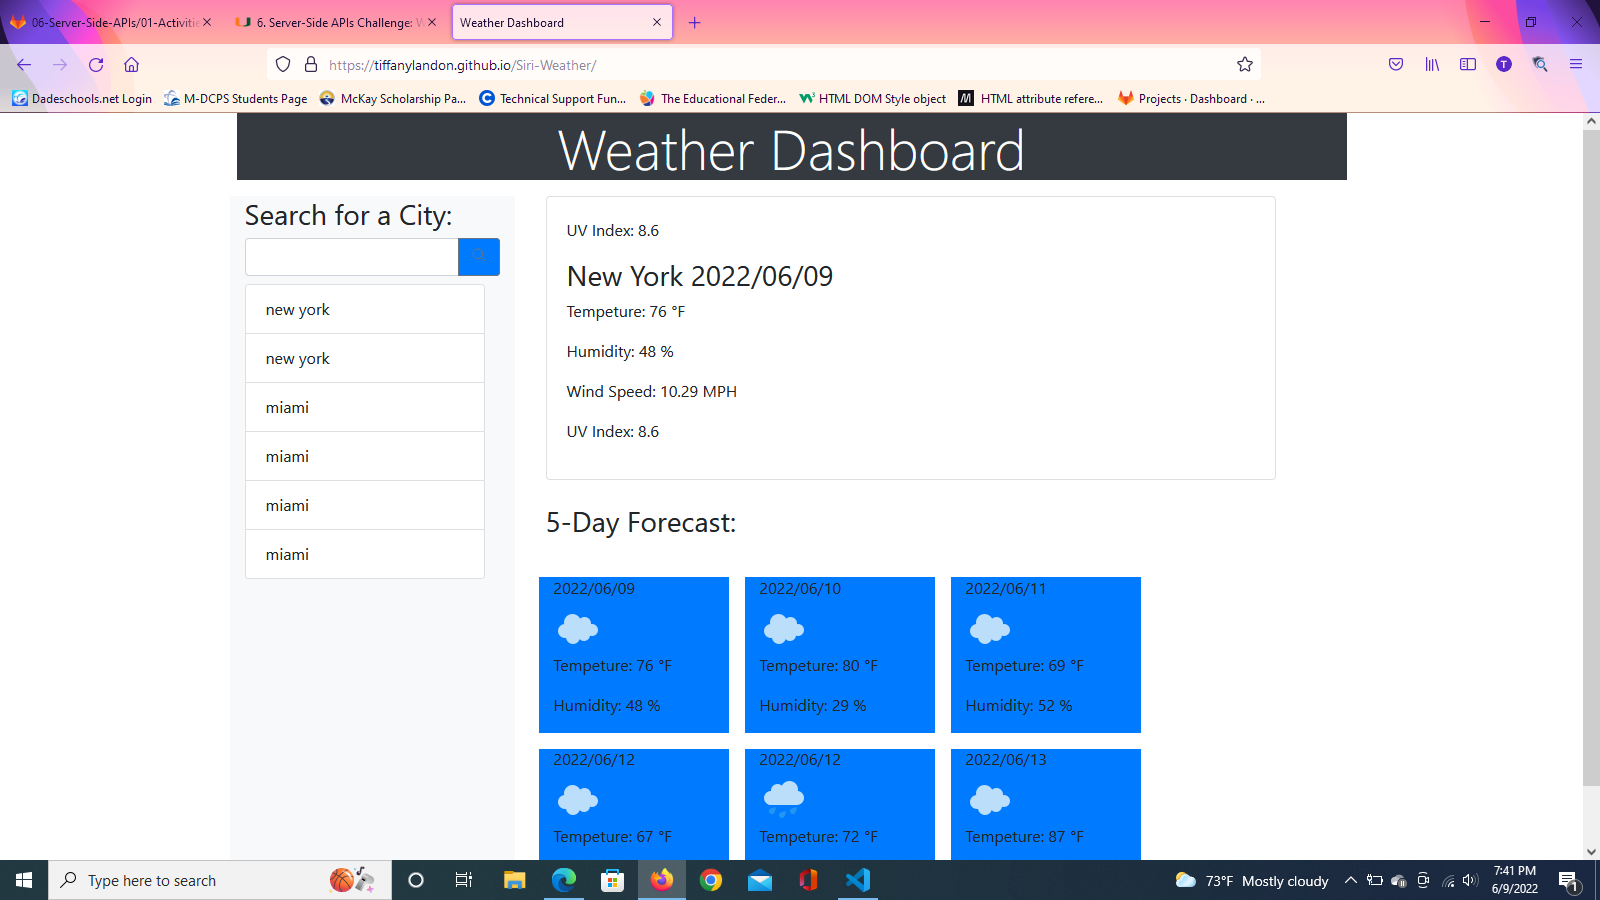 06-Server-Side-APIs/01-Activitie
6. Server-Side APIs Challenge: W
Weather Dashboard
https://tiffanylandon.github.io/Siri-Weather/
T
Dadeschools.net Login
M-DCPS Students Page
McKay Scholarship Pa...
Technical Support Fun...
The Educational Feder...
HTML DOM Style object
HTML attribute refere...
Projects · Dashboard · ...
Weather Dashboard
Search for a City:
new york
new york
miami
miami
miami
miami
UV Index: 8.6
New York 2022/06/09
Tempeture: 76 °F
Humidity: 48 %
Wind Speed: 10.29 MPH
UV Index: 8.6
5-Day Forecast:
2022/06/09
Tempeture: 76 °F
Humidity: 48 %
2022/06/10
Tempeture: 80 °F
Humidity: 29 %
2022/06/11
Tempeture: 69 °F
Humidity: 52 %
2022/06/12
Tempeture: 67 °F
2022/06/12
Tempeture: 72 °F
2022/06/13
Tempeture: 87 °F
Type here to search
73°F Mostly cloudy
7:41 PM
6/9/2022
1